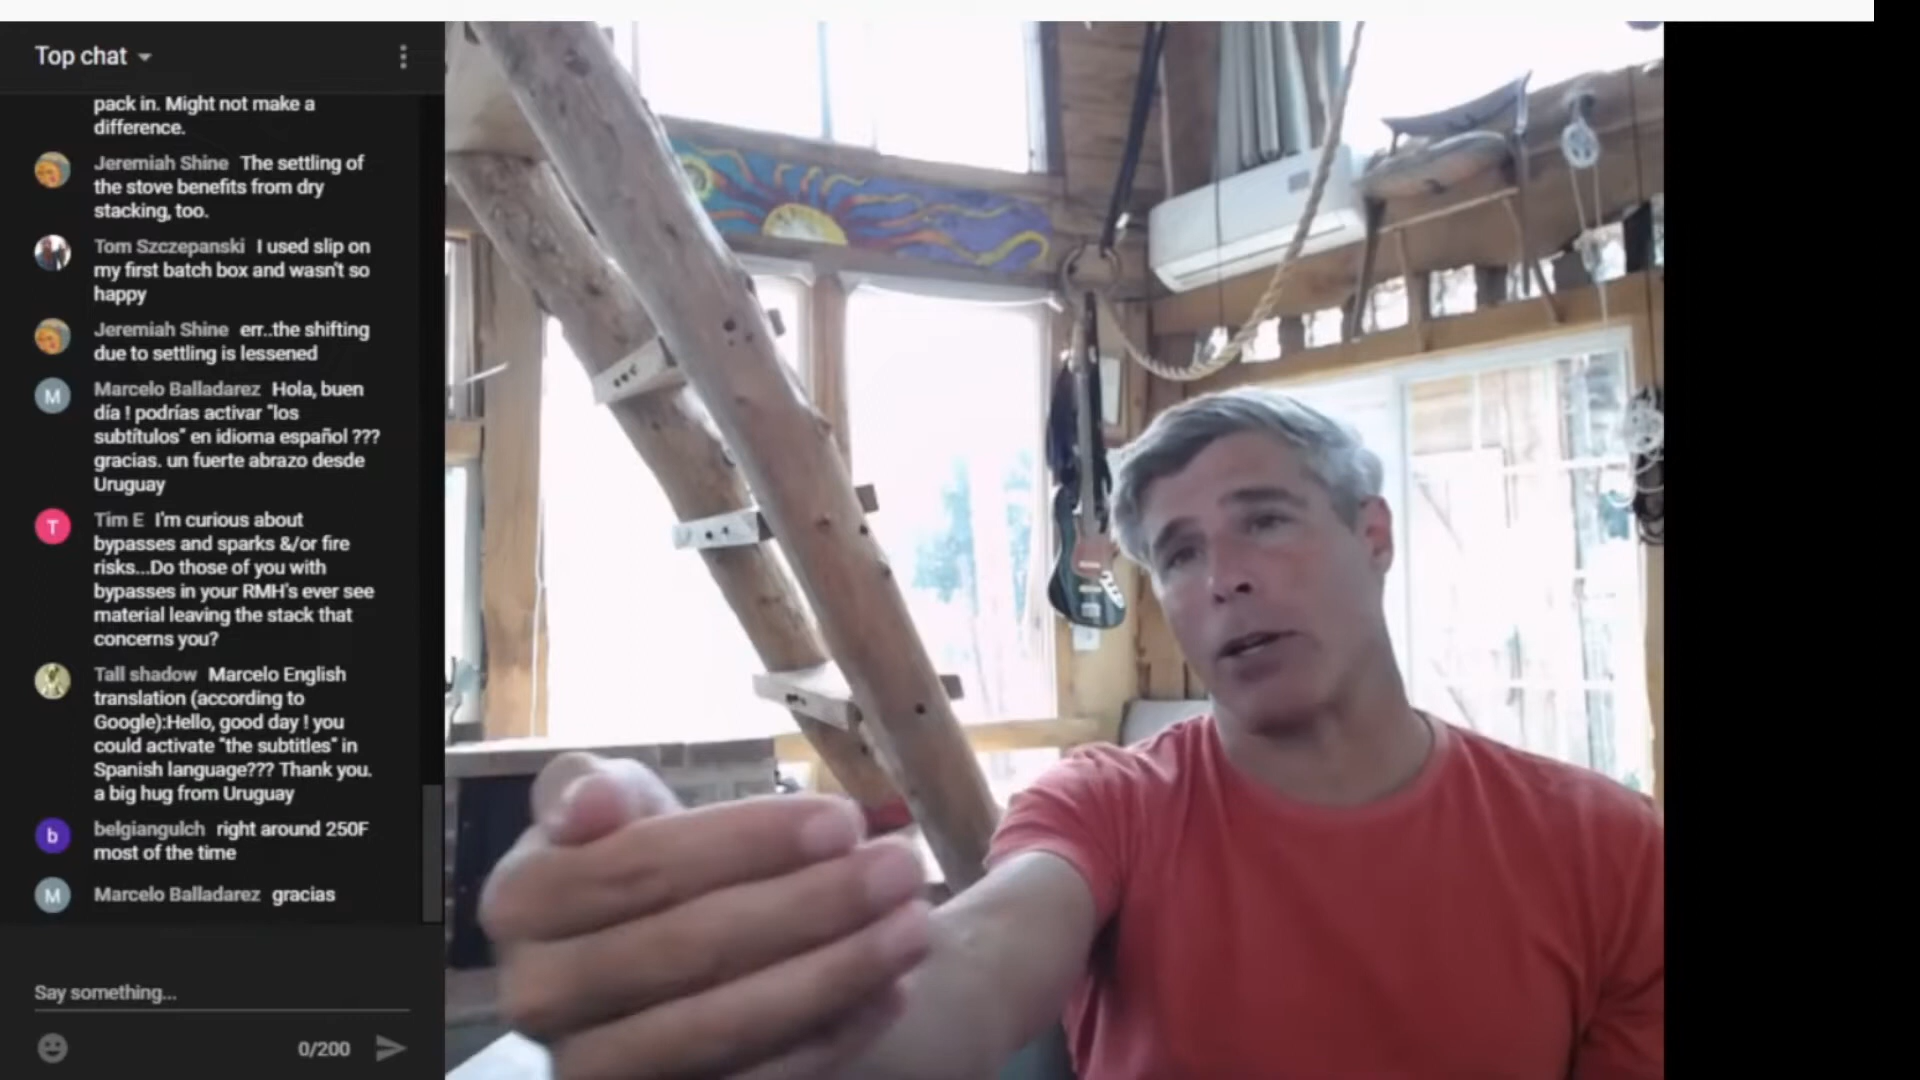 Top chat
pack in. Might not make a
difference.
Jeremiah Shine The settling of
the stove benefits from dry
stacking, too.
Tom Szczepanski I used slip on
my first batch box and wasn't so
happy
Jeremiah Shine err..the shifting
due to settling is lessened
M
Marcelo Balladarez Hola, buen
día ! podrías activar "los
subtítulos" en idioma español ???
gracias. un fuerte abrazo desde
Uruguay
T
Tim E I'm curious about
bypasses and sparks &/or fire
risks...Do those of you with
bypasses in your RMH's ever see
material leaving the stack that
concerns you?
Tall shadow Marcelo English
translation (according to
Google):Hello, good day ! you
could activate "the subtitles" in
Spanish language??? Thank you.
a big hug from Uruguay
b
belgiangulch right around 250F
most of the time
M
Marcelo Balladarez gracias
Say something...
0/200